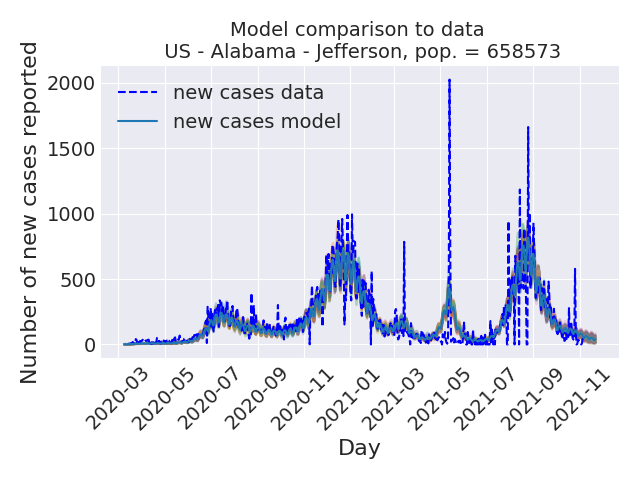 Model comparison to data
US - Alabama - Jefferson, pop. = 658573
Number of new cases reported
2000
1500
1000
500
0
new cases data
new cases model
2020-03
2020-05
2020-07
2020-09
2020-11
2021-01
2021-03
2021-05
2021-07
2021-09
2021-11
Day